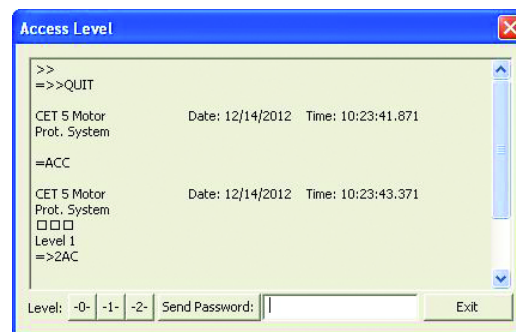 Access Level
>>
=>>QUIT
CET 5 Motor Date: 12/14/2012 Time: 10:23:41.871
Prot. System
=ACC
CET 5 Motor Date: 12/14/2012 Time: 10:23:43.371
Prot. System
□□□
Level 1
=>2AC
Level: -0- -1- -2- Send Password: Exit